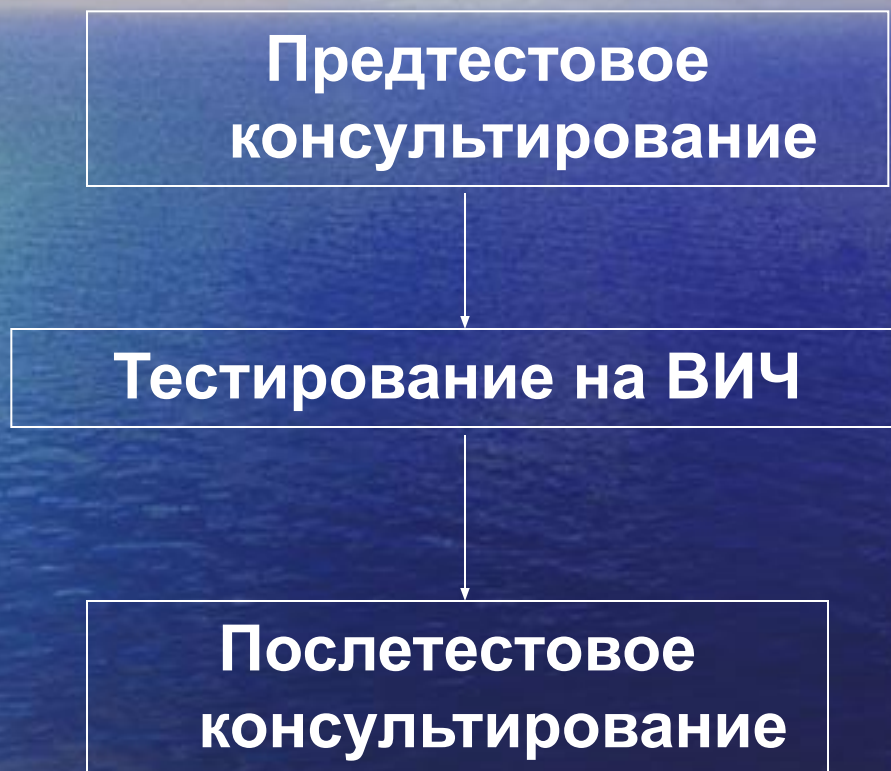 Предтестовое
консультирование
Тестирование на ВИЧ
Послетестовое
консультирование